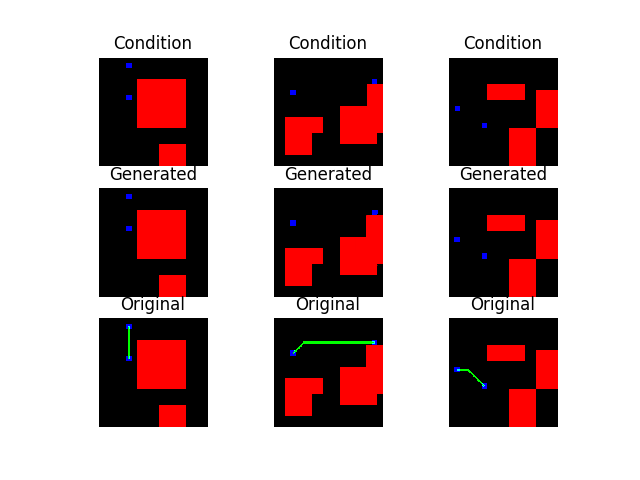 Condition Condition Condition
Generated Generated Generated
Original Original Original